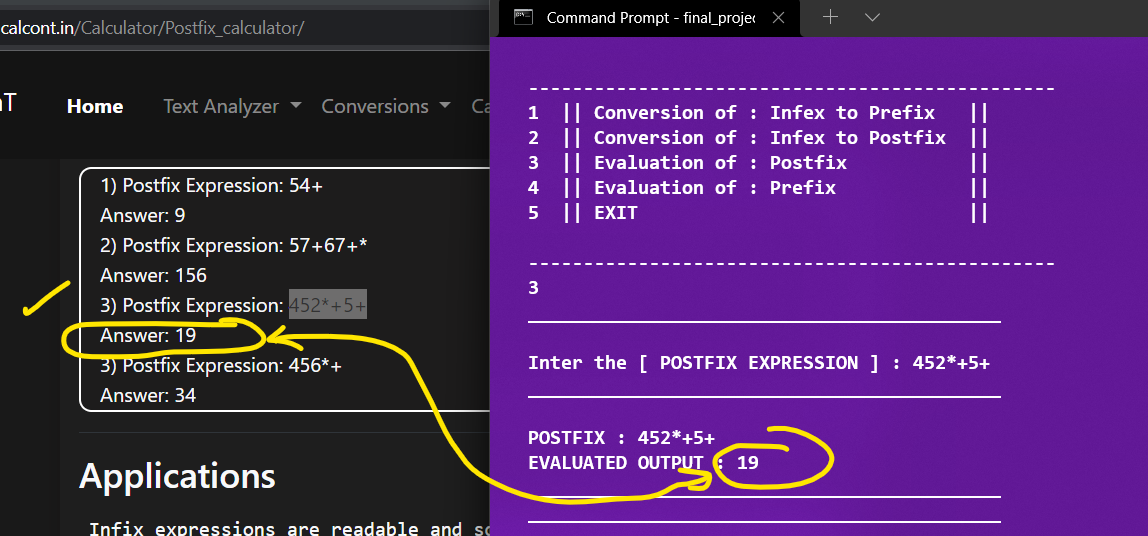 calcont.in/Calculator/Postfix_calculator/
T
Home Text Analyzer Conversions
1) Postfix Expression: 54+
Answer: 9
2) Postfix Expression: 57+67+*
Answer: 156
3) Postfix Expression: 452*+5+
Answer: 19
3) Postfix Expression: 456*+
Answer: 34
Applications
Infix expressions are readable and
Command Prompt - final_projec
-------------------------------------------------
1 || Conversion of : Infex to Prefix ||
2 || Conversion of : Infex to Postfix ||
3 || Evaluation of : Postfix ||
4 || Evaluation of : Prefix ||
5 || EXIT ||
-------------------------------------------------
3
Inter the [ POSTFIX EXPRESSION ] : 452*+5+
POSTFIX : 452*+5+
EVALUATED OUTPUT : 19